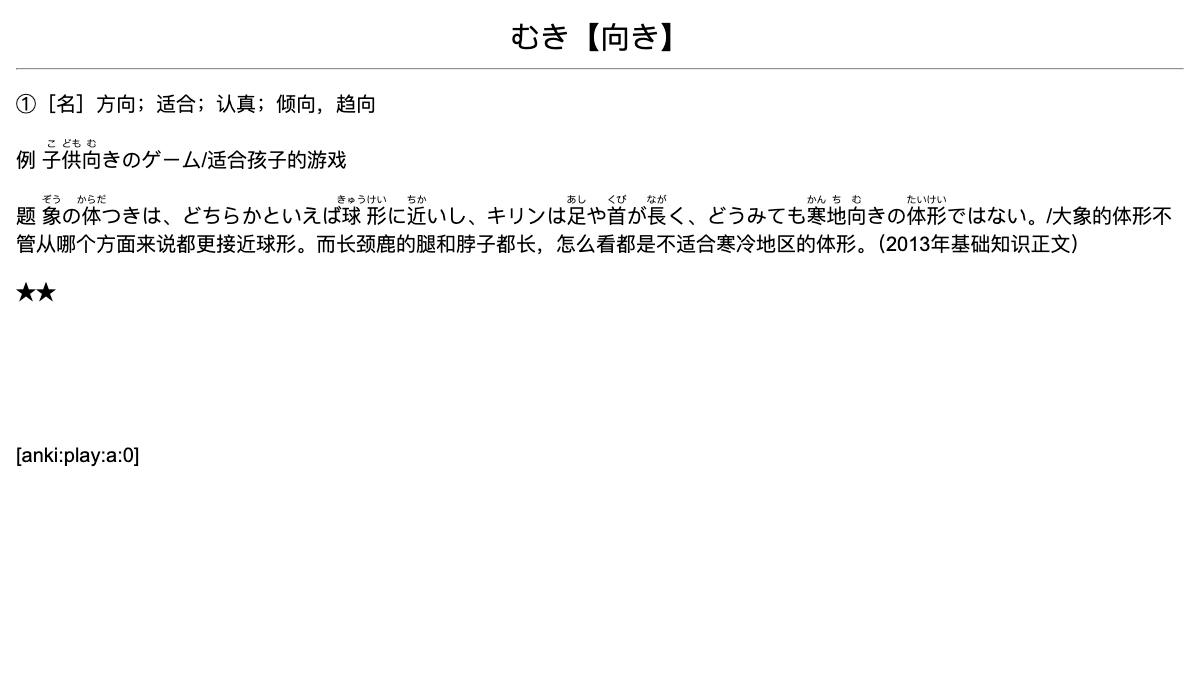 むき【向き】
①［名］方向；适合；认真；倾向，趋向
こ ども む
例 子供向きのゲーム/适合孩子的游戏
ぞう からだ きゅうけい ちか あし くび なが かん ち む たいけい
题 象の体つきは、どちらかといえば球形に近いし、キリンは足や首が長く、どうみても寒地向きの体形ではない。/大象的体形不
管从哪个方面来说都更接近球形。而长颈鹿的腿和脖子都长，怎么看都是不适合寒冷地区的体形。（2013年基础知识正文）
★★
[anki:play:a:0]